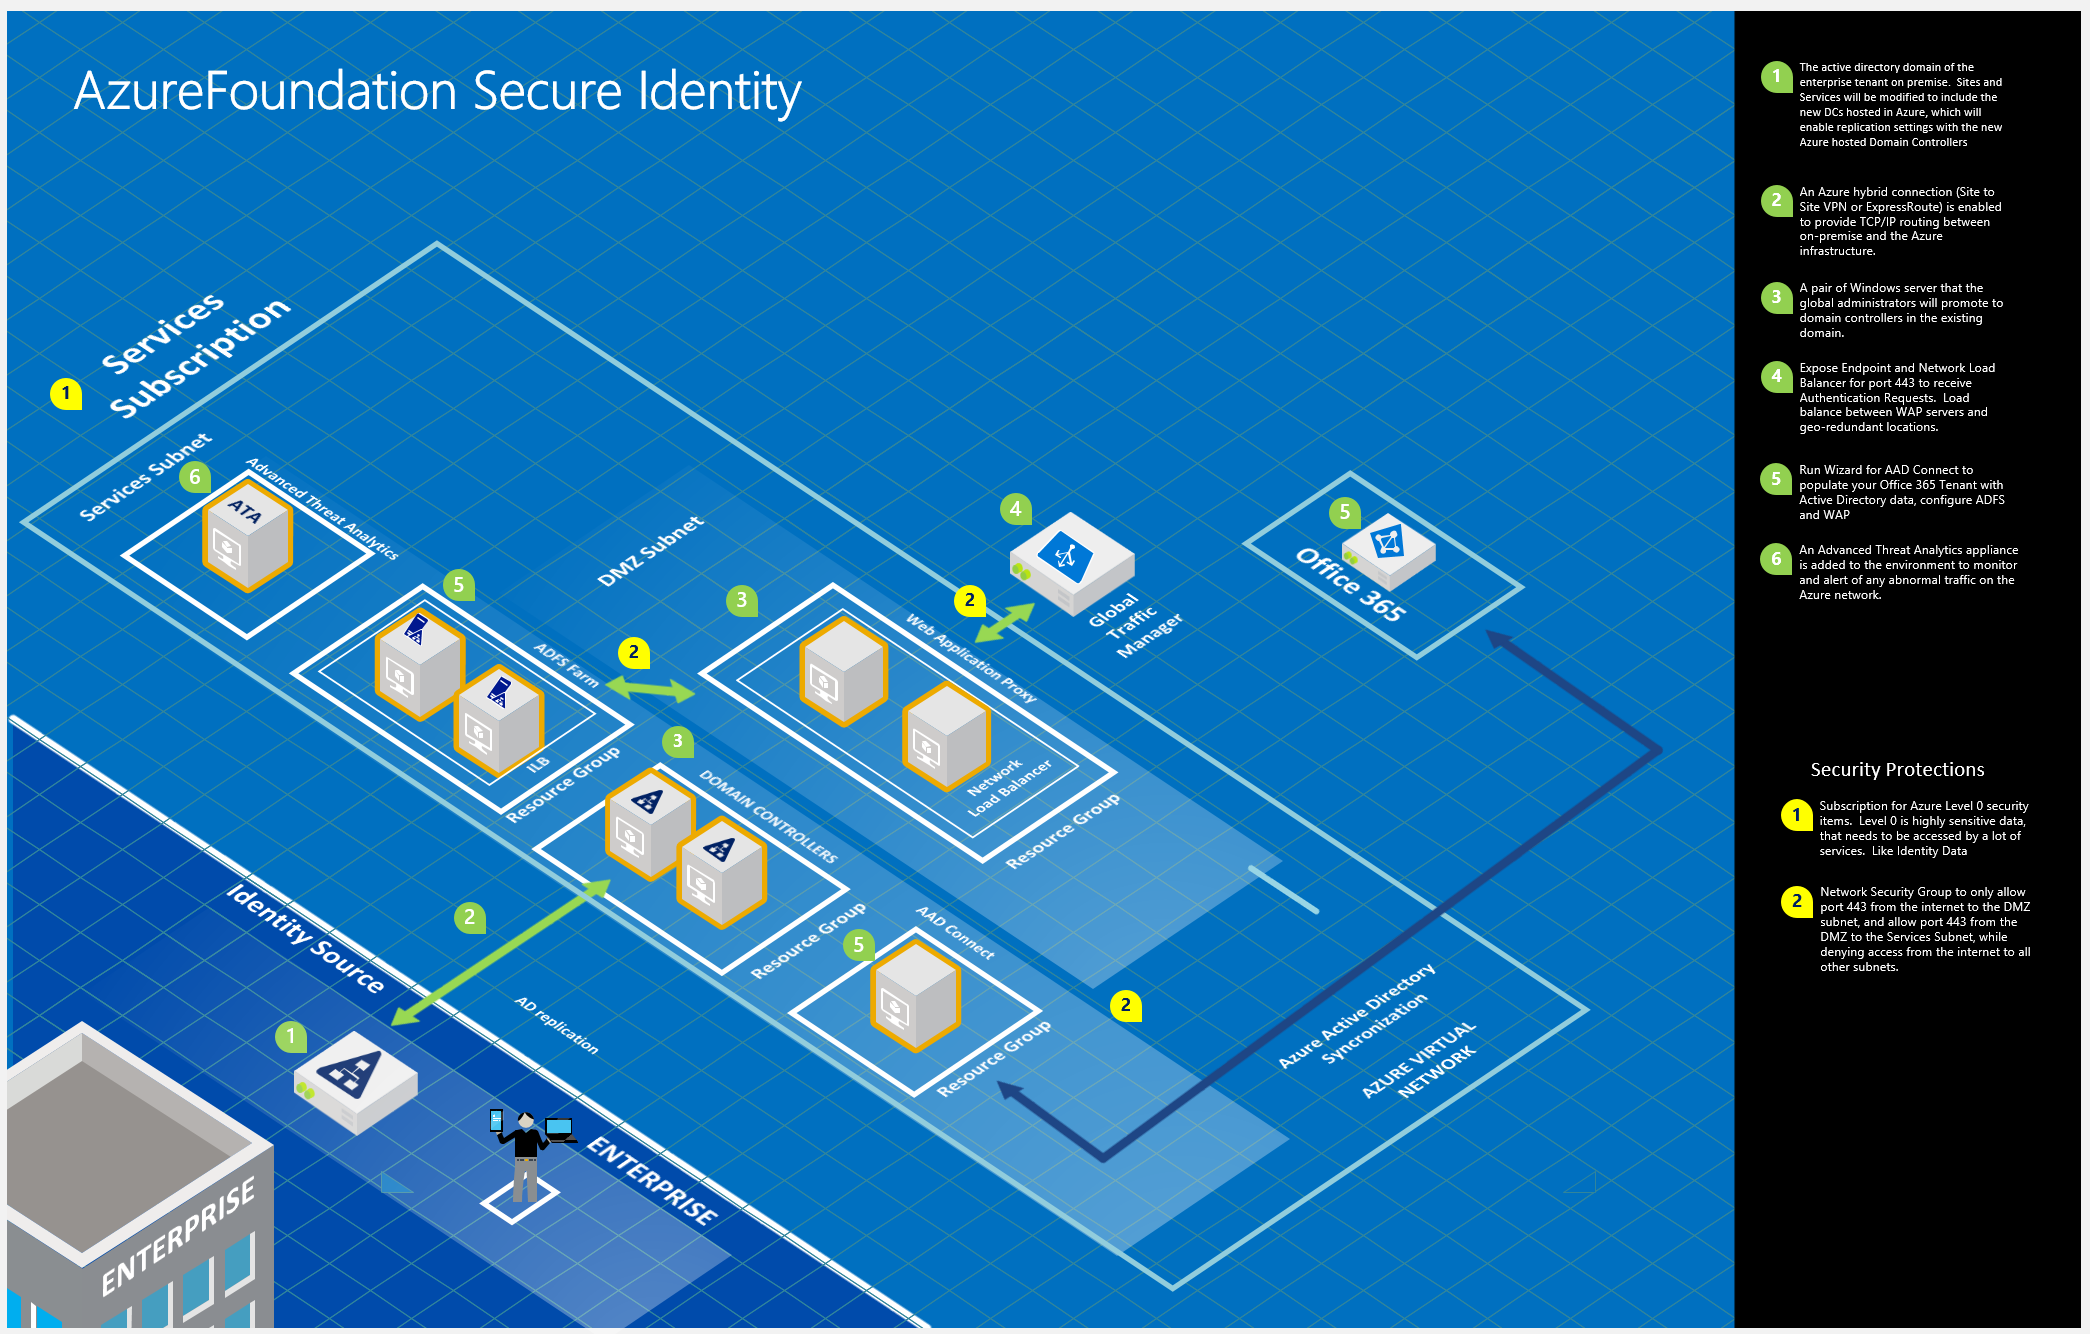 AzureFoundation Secure Identity
Services
Subscription
1
Services Subnet
6
Advanced Threat Analytics
ATA
DMZ Subnet
5
ADFS Farm
2
ILB
Resource Group
3
Web Application Proxy
2
Network
Load Balancer
Resource Group
4
Global
Traffic
Manager
5
Office 365
3
DOMAIN CONTROLLERS
Resource Group
AAD Connect
5
Resource Group
2
2
AD replication
Identity Source
1
ENTERPRISE
ENTERPRISE
Azure Active Directory
Syncronization
AZURE VIRTUAL
NETWORK
1
The active directory domain of the
enterprise tenant on premise.  Sites and
Services will be modified to include the
new DCs hosted in Azure, which will
enable replication settings with the new
Azure hosted Domain Controllers
2
An Azure hybrid connection (Site to
Site VPN or ExpressRoute) is enabled
to provide TCP/IP routing between
on-premise and the Azure
infrastructure.
3
A pair of Windows server that the
global administrators will promote to
domain controllers in the existing
domain.
4
Expose Endpoint and Network Load
Balancer for port 443 to receive
Authentication Requests.  Load
balance between WAP servers and
geo-redundant locations.
5
Run Wizard for AAD Connect to
populate your Office 365 Tenant with
Active Directory data, configure ADFS
and WAP
6
An Advanced Threat Analytics appliance
is added to the environment to monitor
and alert of any abnormal traffic on the
Azure network.
Security Protections
1
Subscription for Azure Level 0 security
items.  Level 0 is highly sensitive data,
that needs to be accessed by a lot of
services.  Like Identity Data
2
Network Security Group to only allow
port 443 from the internet to the DMZ
subnet, and allow port 443 from the
DMZ to the Services Subnet, while
denying access from the internet to all
other subnets.